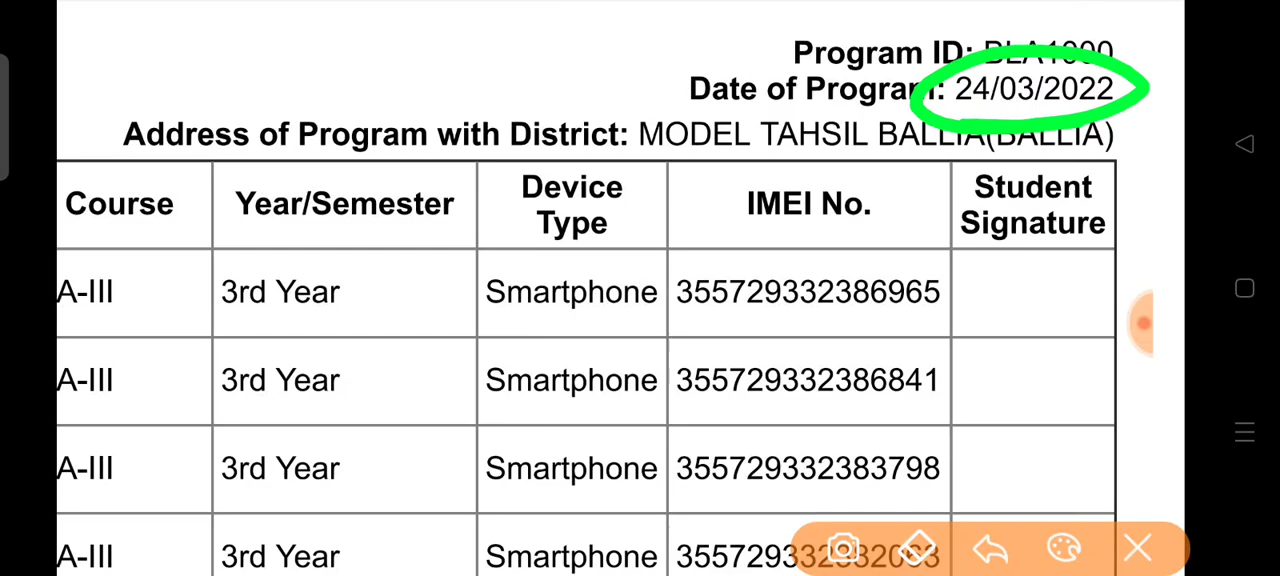 Program ID: BLA1000
Date of Program: 24/03/2022
Address of Program with District: MODEL TAHSIL BALLIA(BALLIA)
Course Year/Semester Device Type IMEI No. Student Signature
A-III 3rd Year Smartphone 355729332386965
A-III 3rd Year Smartphone 355729332386841
A-III 3rd Year Smartphone 355729332383798
A-III 3rd Year Smartphone